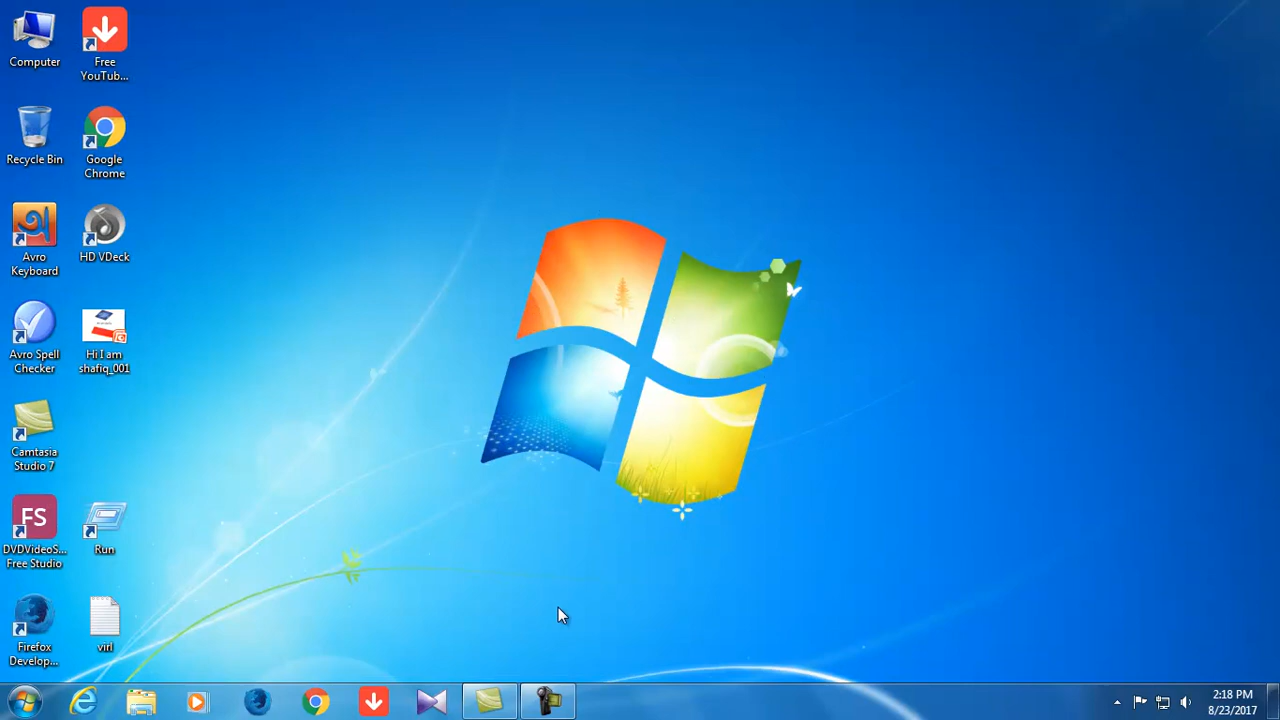 Computer
Free
YouTub...
Recycle Bin
Google
Chrome
Avro
Keyboard
HD VDeck
Avro Spell
Checker
Hi I am
shafiq_001
Camtasia
Studio 7
FS
DVDVideoS...
Free Studio
Run
Firefox
Develop...
virl
2:18 PM
8/23/2017